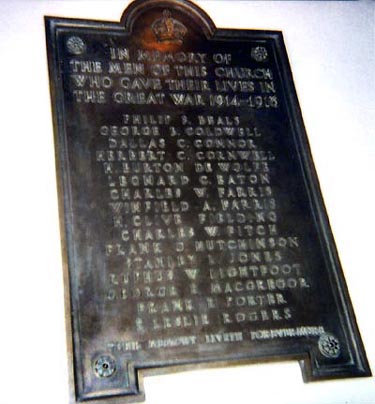 IN MEMORY OF
THE MEN OF THIS CHURCH
WHO GAVE THEIR LIVES IN
THE GREAT WAR 1914-1918
PHILIP S. BEALS
GEORGE B. COLDWELL
DALLAS C. CONNOR
HERBERT C. CORNWELL
H. BURTON DE WOLFE
LEONARD C. EATON
CHARLES W. FARRIS
WINFIELD A. FARRIS
H. CLIVE FIELDING
CHARLES W. FITCH
FRANK O. HUTCHINSON
STANLEY L. JONES
RUFUS W. LIGHTFOOT
GEORGE MACGREGOR
FRANK PORTER
R. LESLIE ROGERS
THEIR LIVETH FOR EVERMORE